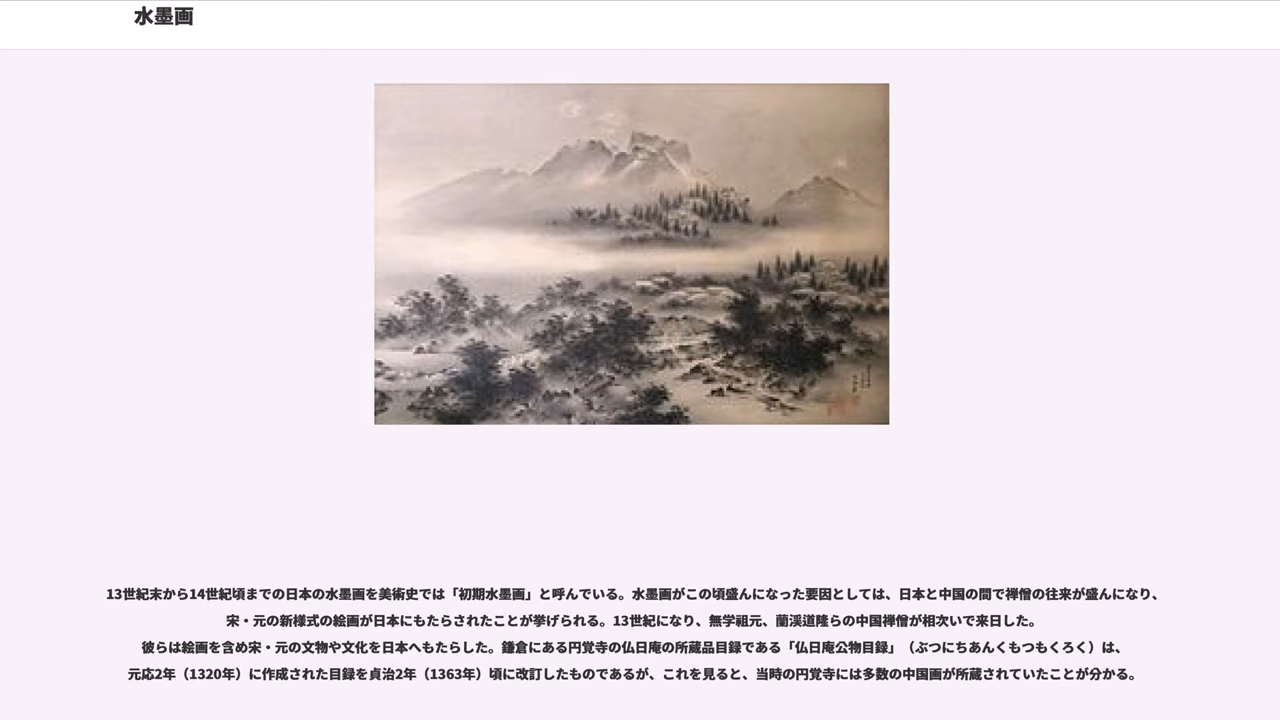 水墨画
13世紀末から14世紀頃までの日本の水墨画を美術史では「初期水墨画」と呼んでいる。水墨画がこの頃盛んになった要因としては、日本と中国の間で禅僧の往来が盛んになり、
宋・元の新様式の絵画が日本にもたらされたことが挙げられる。13世紀になり、無学祖元、蘭渓道隆らの中国禅僧が相次いで来日した。
彼らは絵画を含め宋・元の文物や文化を日本へもたらした。鎌倉にある円覚寺の仏日庵の所蔵品目録である「仏日庵公物目録」（ぶつにちあんくもつもくろく）は、
元応2年（1320年）に作成された目録を貞治2年（1363年）頃に改訂したものであるが、これを見ると、当時の円覚寺には多数の中国画が所蔵されていたことが分かる。